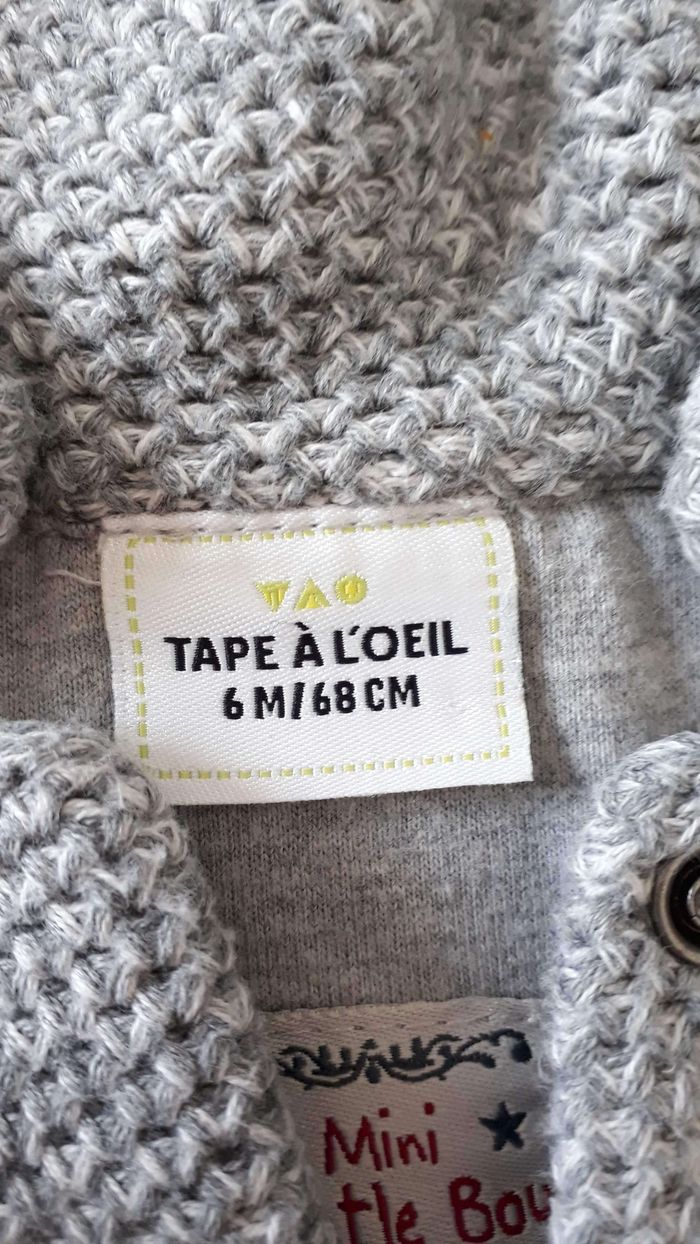 TAO
TAPE À L'OEIL
6 M/68 CM
Mini
tle Bou